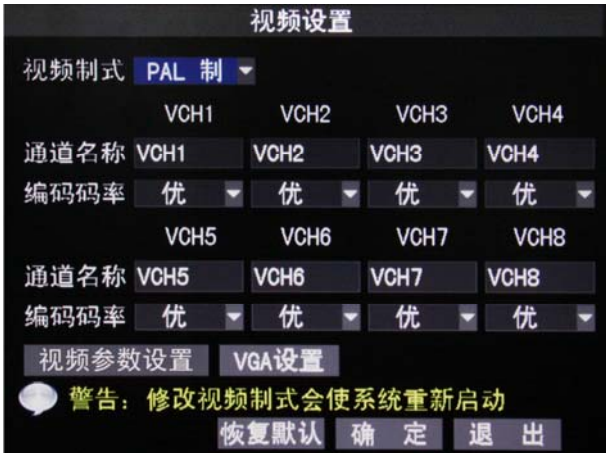 视频设置
视频制式 PAL 制
VCH1 VCH2 VCH3 VCH4
通道名称 VCH1 VCH2 VCH3 VCH4
编码码率 优 优 优 优
VCH5 VCH6 VCH7 VCH8
通道名称 VCH5 VCH6 VCH7 VCH8
编码码率 优 优 优 优
视频参数设置 VGA设置
警告：修改视频制式会使系统重新启动
恢复默认 确 定 退 出